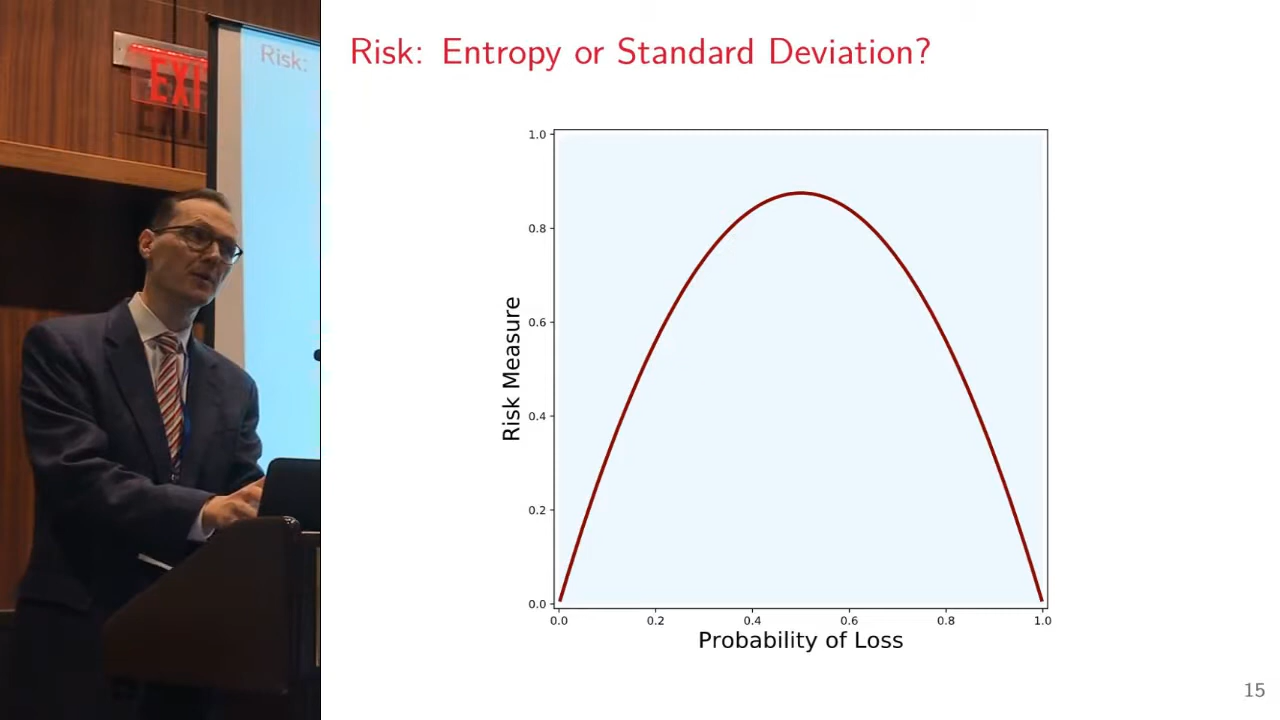 EXIT
Risk:
Risk: Entropy or Standard Deviation?
1.0
0.8
0.6
0.4
0.2
0.0
Risk Measure
0.0 0.2 0.4 0.6 0.8 1.0
Probability of Loss
15